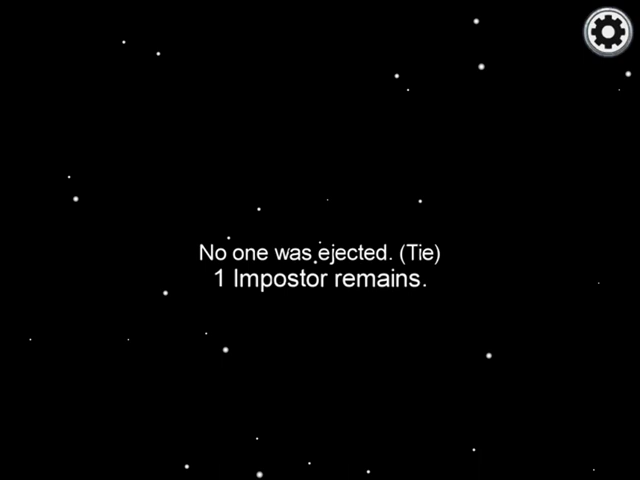 No one was ejected. (Tie)
1 Impostor remains.